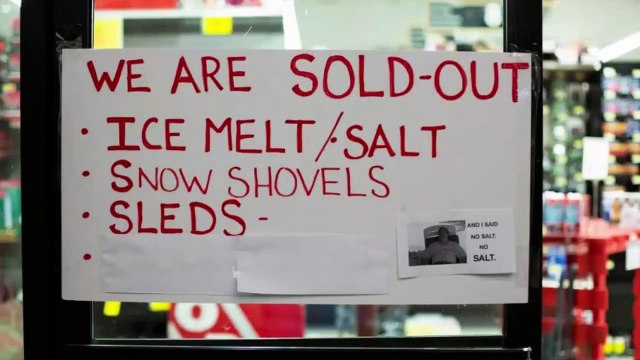 WE ARE SOLD-OUT
· ICE MELT/SALT
· SNOW SHOVELS
· SLEDS -
·
AND I SAID
NO SALT.
NO
SALT.